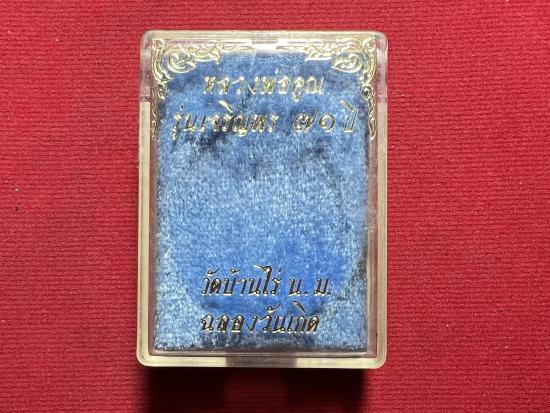 หลวงพ่อคูณ
รุ่นเจริญพร ๗๑ ปี
วัดบ้านไร่ น.ม.
ฉลองวันเกิด